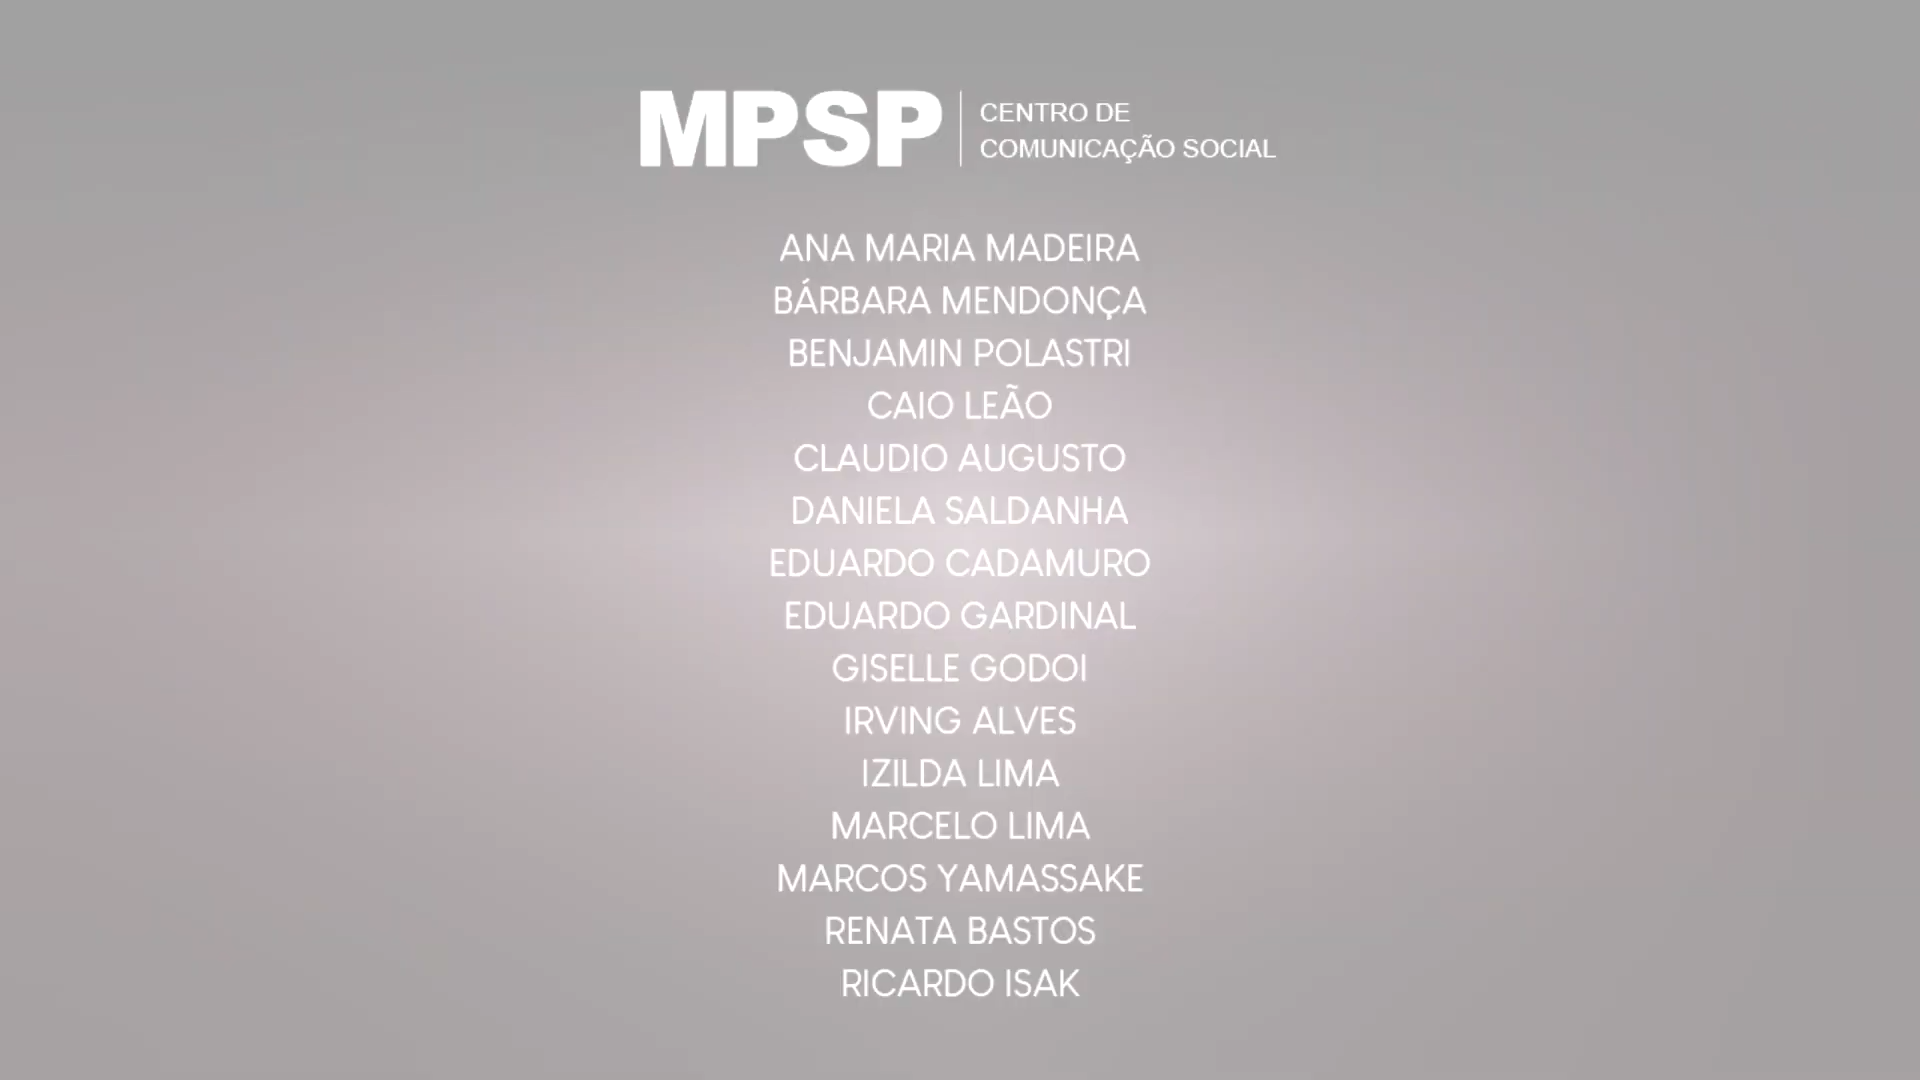 MPSP
CENTRO DE
COMUNICAÇÃO SOCIAL
ANA MARIA MADEIRA
BÁRBARA MENDONÇA
BENJAMIN POLASTRI
CAIO LEÃO
CLAUDIO AUGUSTO
DANIELA SALDANHA
EDUARDO CADAMURO
EDUARDO GARDINAL
GISELLE GODOI
IRVING ALVES
IZILDA LIMA
MARCELO LIMA
MARCOS YAMASSAKE
RENATA BASTOS
RICARDO ISAK